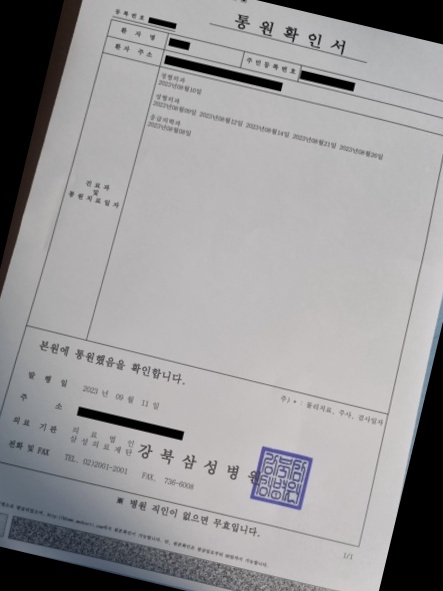 통원확인서
등록번호
환자명
주민등록번호
환자주소
성형외과
2022년08월10일
성형외과
2022년08월09일 2022년08월12일 2022년08월14일 2022년08월21일 2022년08월26일
응급의학과
2022년08월08일
진료과
및
통원치료일자
본원에 통원했음을 확인합니다.
주) * : 물리치료, 주사, 검사일자
발행일 2023 년 09 월 11 일
주소
의료기관 의료법인 삼성의료재단 강북삼성병원
전화 및 FAX TEL. 02)2001-2001 FAX. 736-6008
※ 병원 직인이 없으면 무효입니다.
1/1